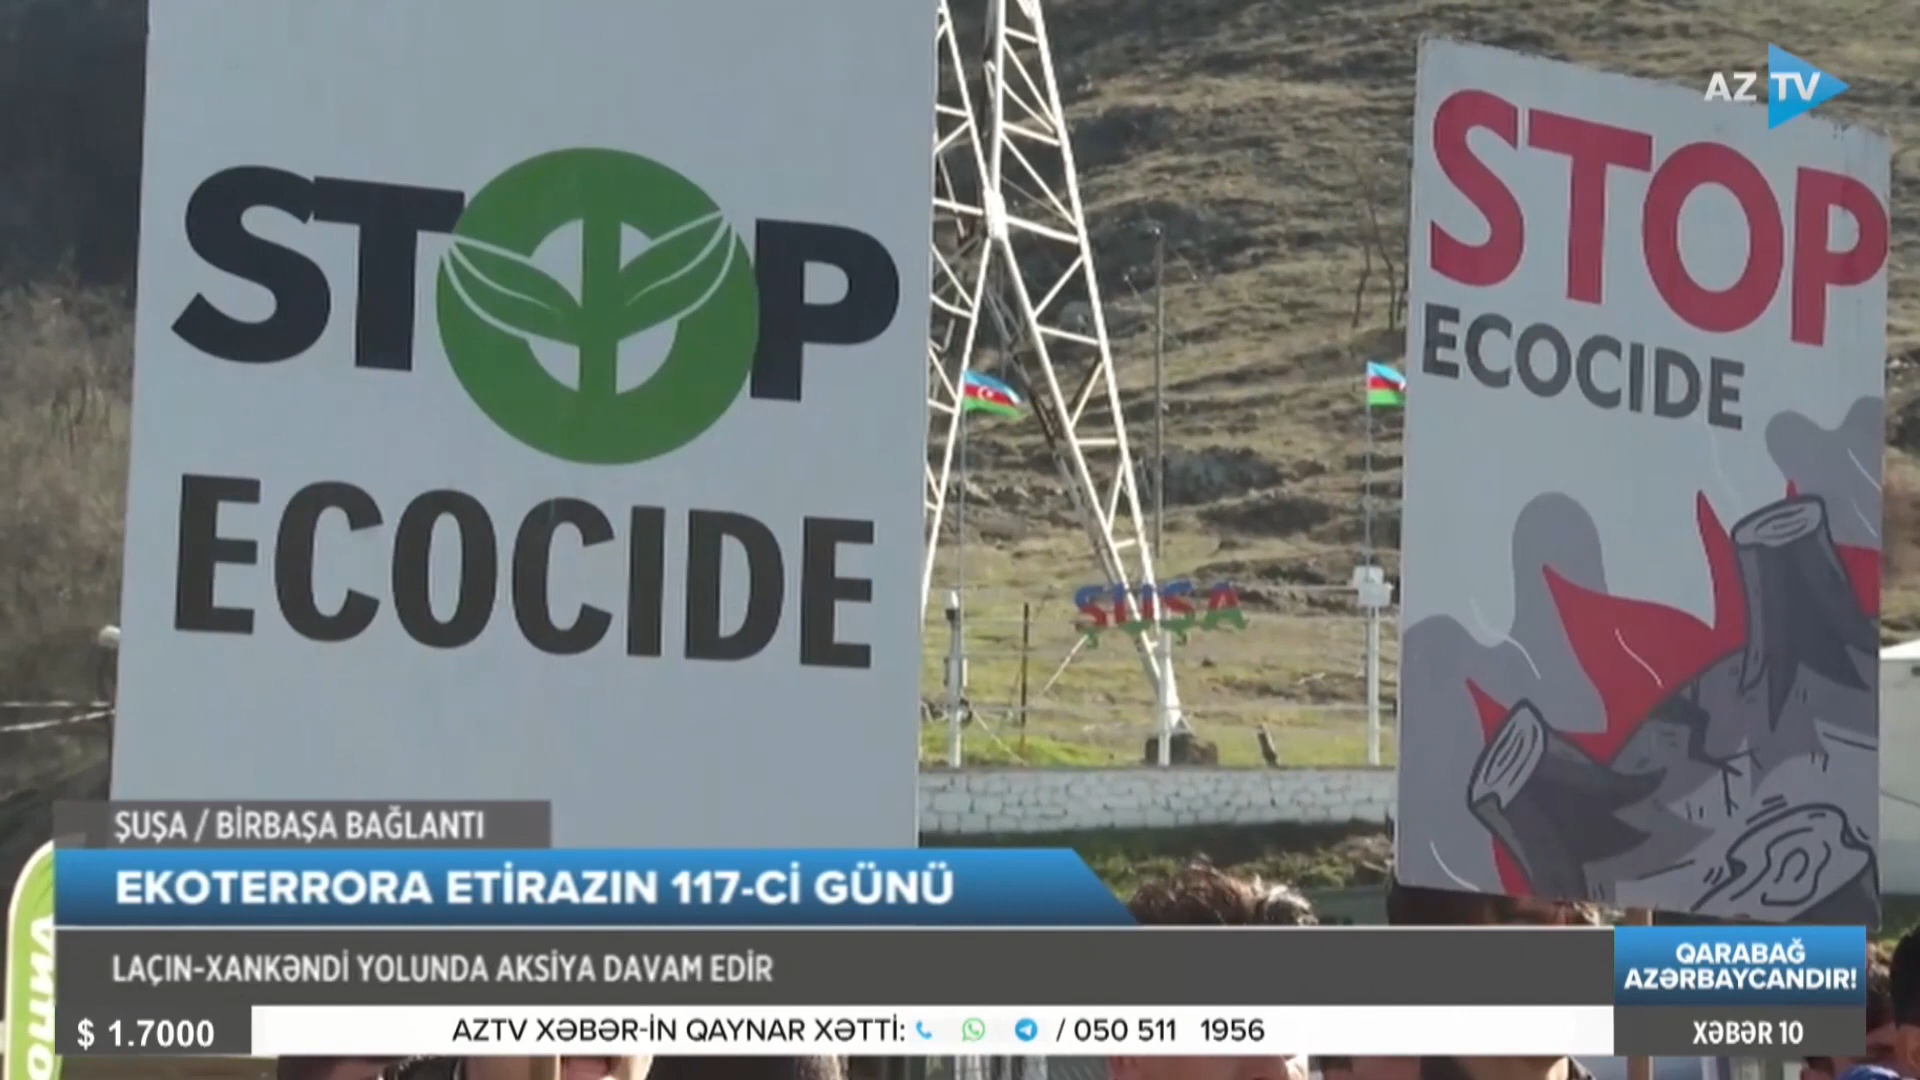 AZ TV
STOP
ECOCIDE
STOP
ECOCIDE
ŞUŞA
ŞUŞA / BİRBAŞA BAĞLANTI
EKOTERRORA ETİRAZIN 117-Cİ GÜNÜ
LAÇIN-XANKƏNDİ YOLUNDA AKSİYA DAVAM EDİR
QARABAĞ
AZƏRBAYCANDIR!
$ 1.7000
AZTV XƏBƏR-İN QAYNAR XƏTTİ: / 050 511 1956
XƏBƏR 10